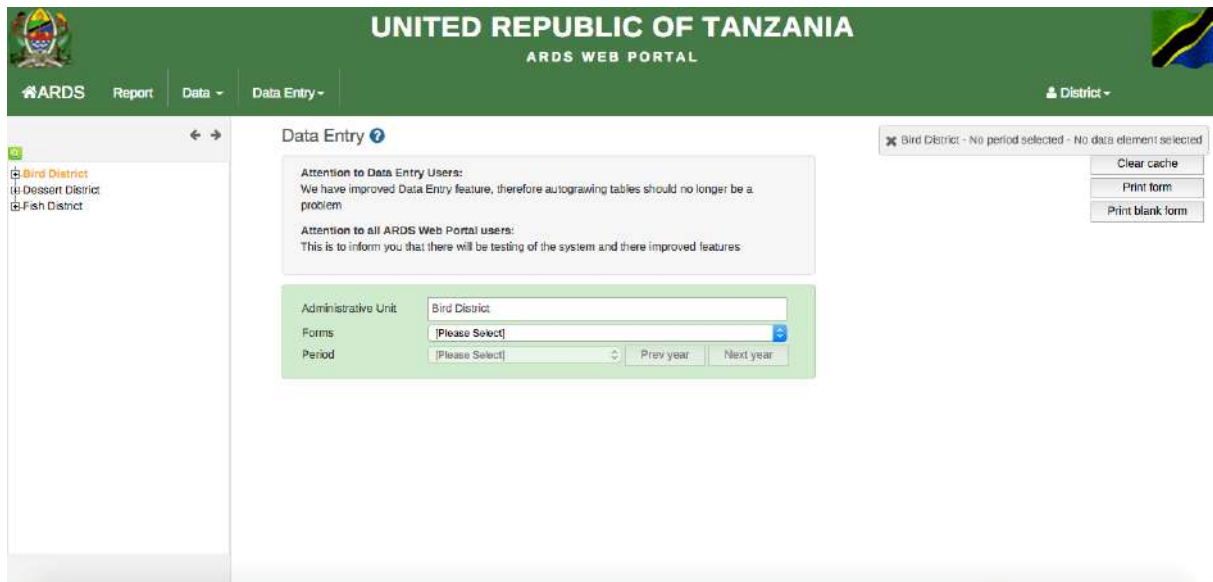 UNITED REPUBLIC OF TANZANIA
ARDS WEB PORTAL
ARDS Report Data Data Entry District
Bird District
Dessert District
Fish District
Data Entry
Bird District - No period selected - No data element selected
Clear cache
Print form
Print blank form
Attention to Data Entry Users:
We have improved Data Entry feature, therefore autograwing tables should no longer be a
problem
Attention to all ARDS Web Portal users:
This is to inform you that there will be testing of the system and there improved features
Administrative Unit Bird District
Forms [Please Select]
Period [Please Select] Prev year Next year